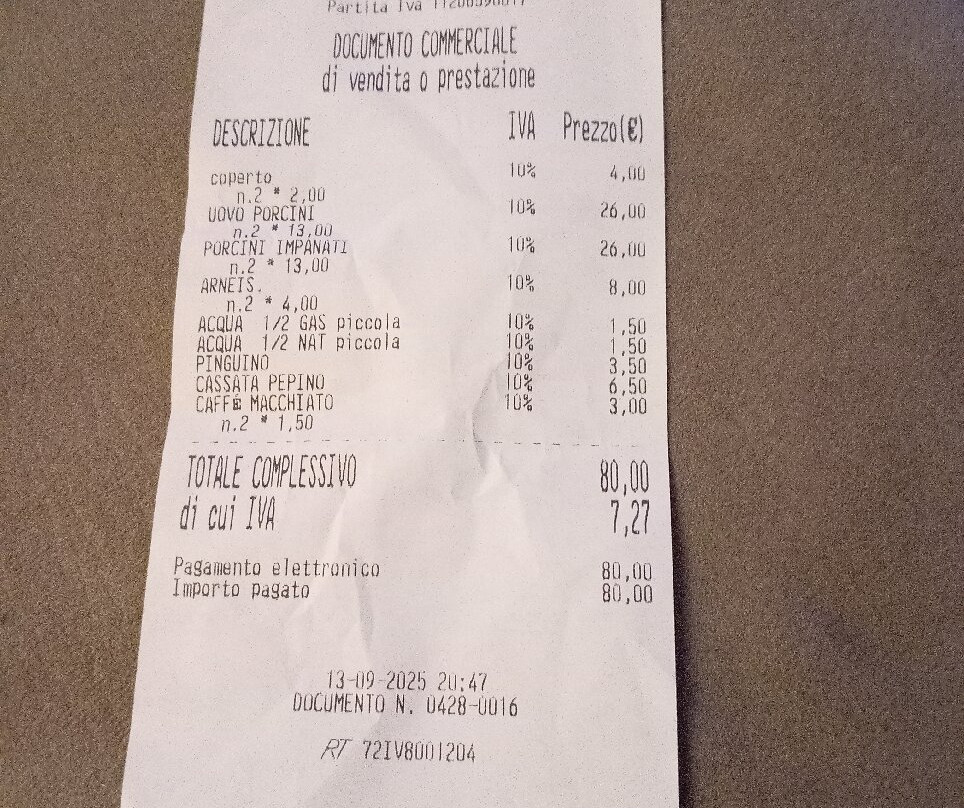 Partita Iva
DOCUMENTO COMMERCIALE
di vendita o prestazione
DESCRIZIONE IVA Prezzo(€)
coperto 10% 4,00
n.2 * 2,00
UOVO PORCINI 10% 26,00
n.2 * 13,00
PORCINI IMPANATI 10% 26,00
n.2 * 13,00
ARNEIS. 10% 8,00
n.2 * 4,00
ACQUA 1/2 GAS piccola 10% 1,50
ACQUA 1/2 NAT piccola 10% 1,50
PINGUINO 10% 3,50
CASSATA PEPINO 10% 6,50
CAFFÉ MACCHIATO 10% 3,00
n.2 * 1,50
TOTALE COMPLESSIVO 80,00
di cui IVA 7,27
Pagamento elettronico 80,00
Importo pagato 80,00
13-09-2025 20:47
DOCUMENTO N. 0428-0016
RT 72IV8001204